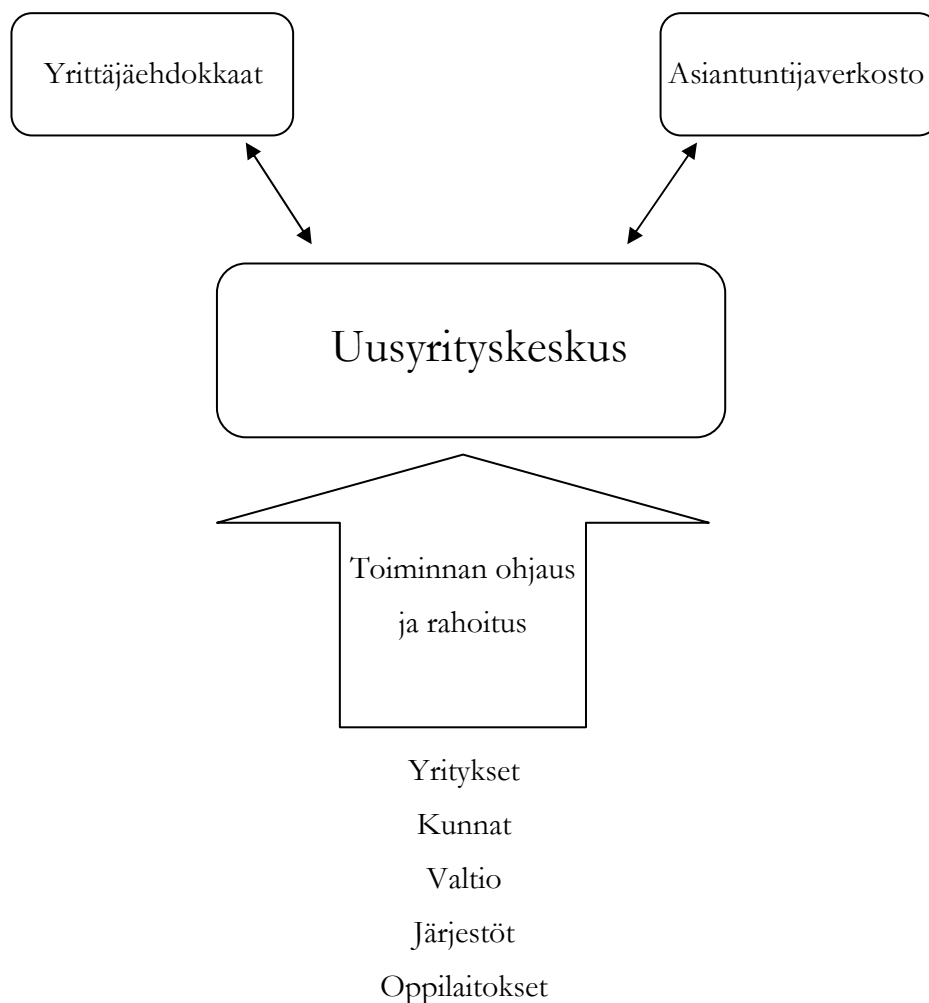 Yrittäjäehdokkaat
Asiantuntijaverkosto
Uusyrityskeskus
Toiminnan ohjaus
ja rahoitus
Yritykset
Kunnat
Valtio
Järjestöt
Oppilaitokset